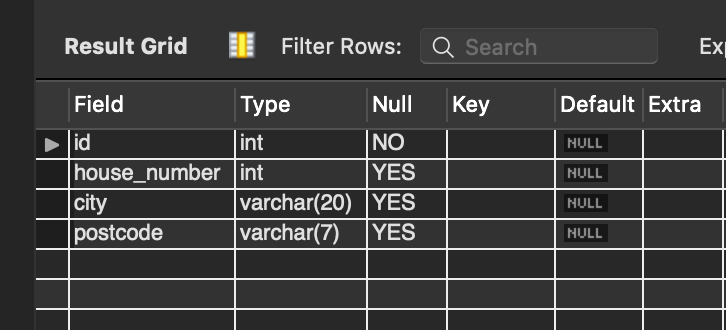 Result Grid Filter Rows: Search Exp
Field Type Null Key Default Extra
id int NO NULL
house_number int YES NULL
city varchar(20) YES NULL
postcode varchar(7) YES NULL